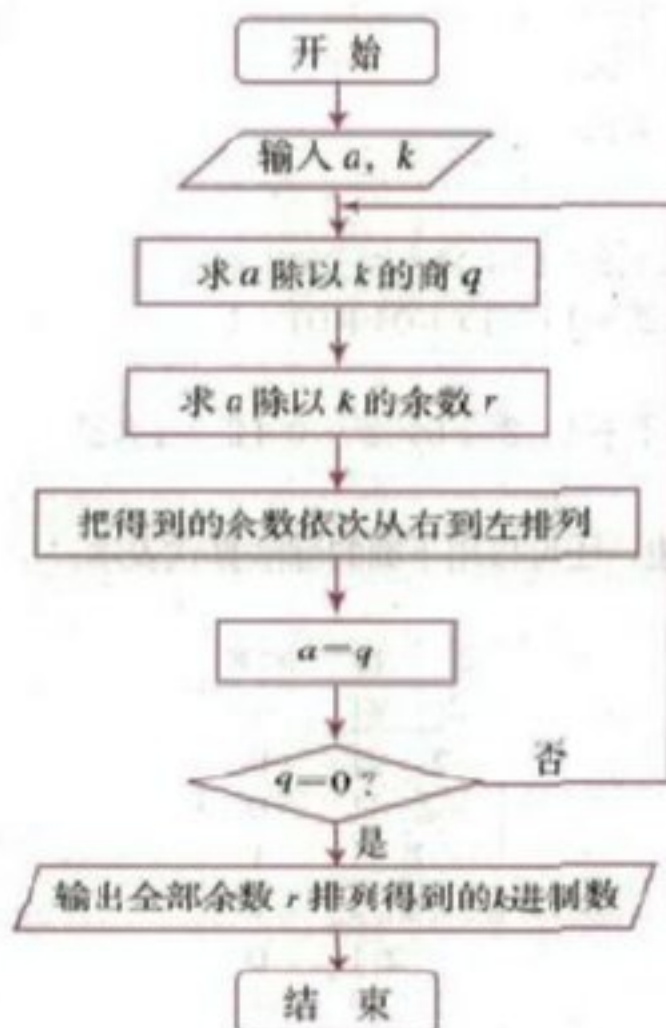 开始
输入 a, k
求 a 除以 k 的商 q
求 a 除以 k 的余数 r
把得到的余数依次从右到左排列
a=q
q=0?
否
是
输出全部余数 r 排列得到的k进制数
结束